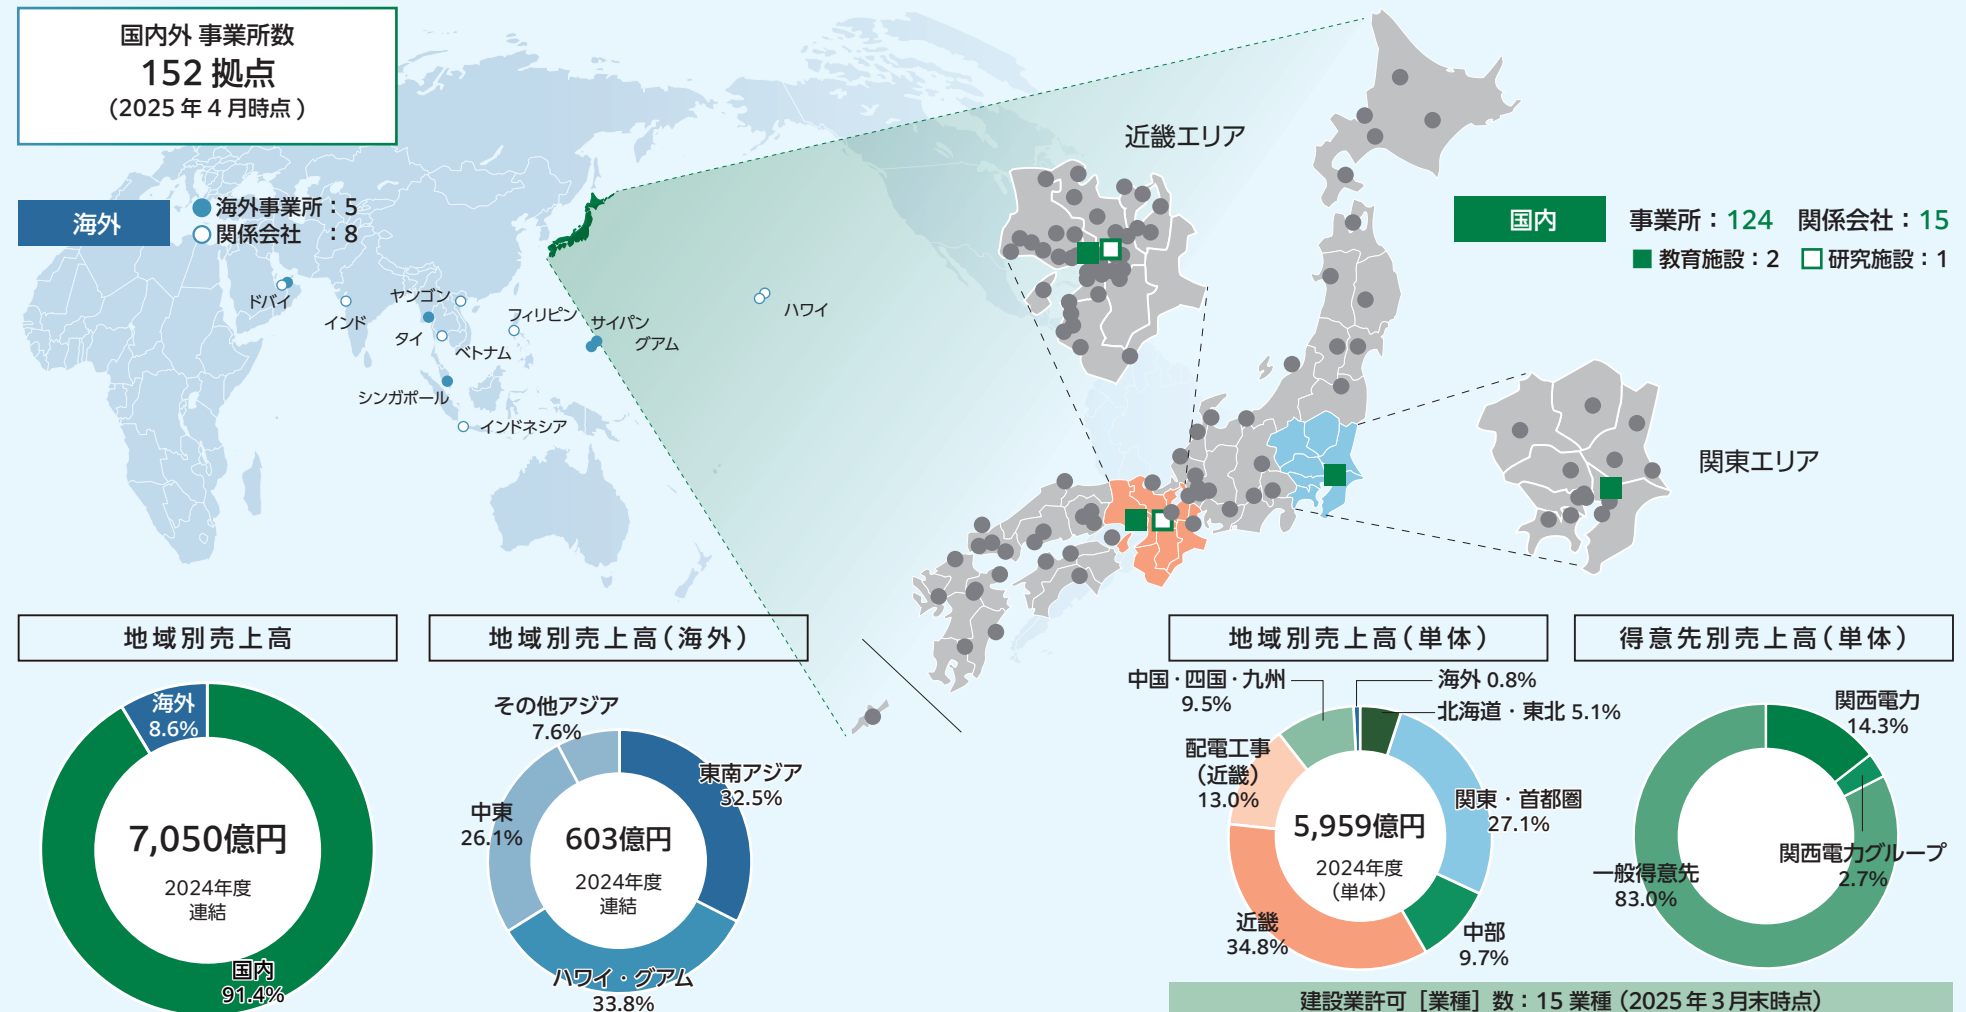 国内外 事業所数
152 拠点
(2025 年 4 月時点 )
海外
海外事業所：5
関係会社　：8
ドバイ
インド
ヤンゴン
タイ
ベトナム
フィリピン
サイパン
グアム
シンガポール
インドネシア
ハワイ
近畿エリア
国内
事業所：124　関係会社：15
教育施設：2　研究施設：1
関東エリア
地域別売上高
海外
8.6%
7,050億円
2024年度
連結
国内
91.4%
地域別売上高（海外）
その他アジア
7.6%
東南アジア
32.5%
中東
26.1%
603億円
2024年度
連結
ハワイ・グアム
33.8%
地域別売上高（単体）
中国・四国・九州
9.5%
海外 0.8%
北海道・東北 5.1%
配電工事
（近畿）
13.0%
関東・首都圏
27.1%
5,959億円
2024年度
（単体）
近畿
34.8%
中部
9.7%
得意先別売上高（単体）
関西電力
14.3%
関西電力グループ
2.7%
一般得意先
83.0%
建設業許可［業種］数：15 業種（2025 年 3 月末時点）